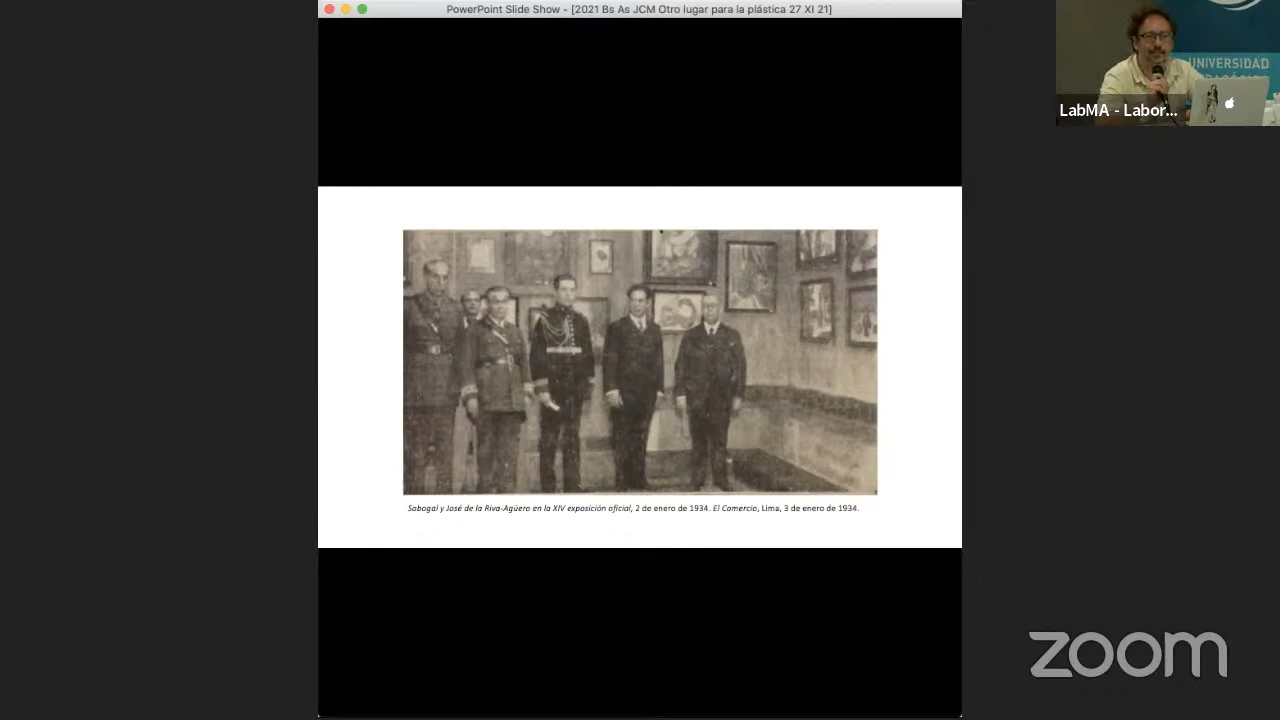 PowerPoint Slide Show - [2021 Bs As JCM Otro lugar para la plástica 27 XI 21]
UNIVERSIDAD
LabMA - Labor...
Sabogal y José de la Riva-Agüero en la XIV exposición oficial, 2 de enero de 1934. El Comercio, Lima, 3 de enero de 1934.
zoom